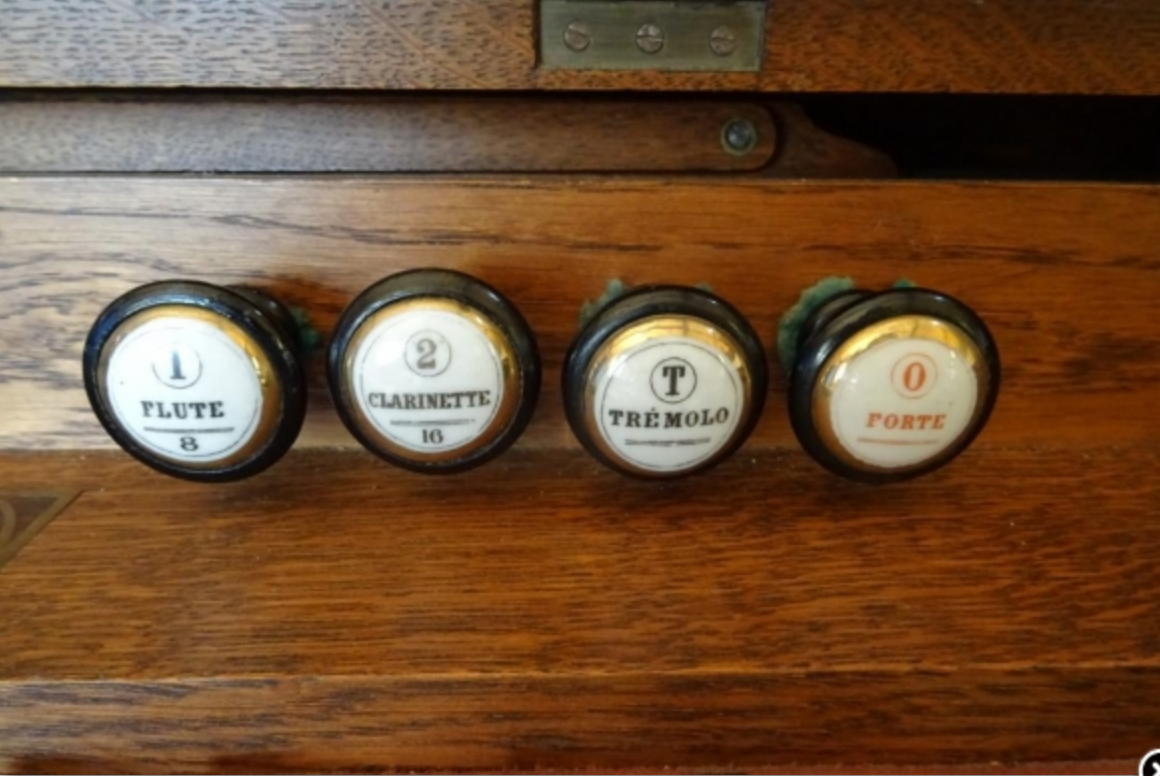 1
FLUTE
8
2
CLARINETTE
16
T
TRÉMOLO
0
FORTE